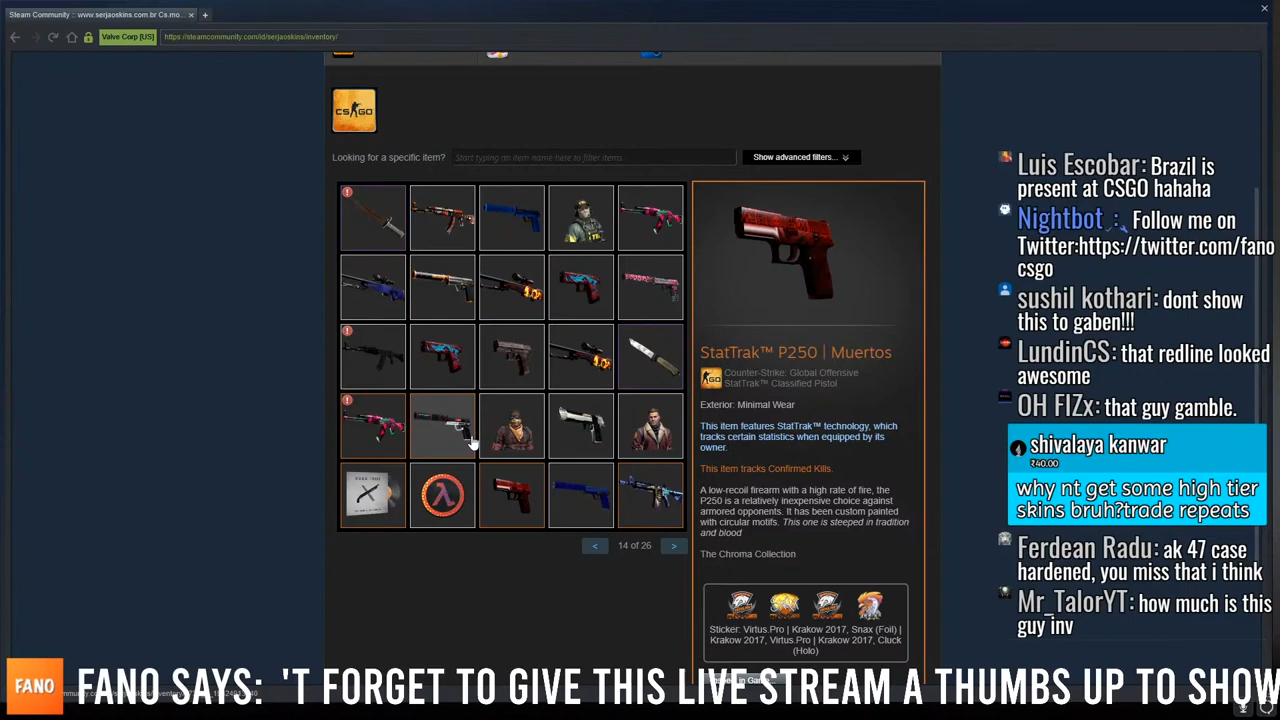 Steam Community :: www.serjaoskins.com.br Cs.mo...
Valve Corp [US]
https://steamcommunity.com/id/serjaoskins/inventory/
CS:GO
Looking for a specific item?
Start typing an item name here to filter items
Show advanced filters...
StatTrak™ P250 | Muertos
Counter-Strike: Global Offensive
StatTrak™ Classified Pistol
Exterior: Minimal Wear
This item features StatTrak™ technology, which
tracks certain statistics when equipped by its
owner.
This item tracks Confirmed Kills.
A low-recoil firearm with a high rate of fire, the
P250 is a relatively inexpensive choice against
armored opponents. It has been custom painted
with circular motifs. This one is steeped in tradition
and blood
The Chroma Collection
Sticker: Virtus.Pro | Krakow 2017, Snax (Foil) |
Krakow 2017, Virtus.Pro | Krakow 2017, Cluck
(Holo)
<
14 of 26
>
Luis Escobar: Brazil is
present at CSGO hahaha
Nightbot : Follow me on
Twitter:https://twitter.com/fano
csgo
sushil kothari: dont show
this to gaben!!!
LundinCS: that redline looked
awesome
OH FIZx: that guy gamble.
shivalaya kanwar
₹40.00
why nt get some high tier
skins bruh?trade repeats
Ferdean Radu: ak 47 case
hardened, you miss that i think
Mr_TalorYT: how much is this
guy inv
FANO
FANO SAYS: 'T FORGET TO GIVE THIS LIVE STREAM A THUMBS UP TO SHOW